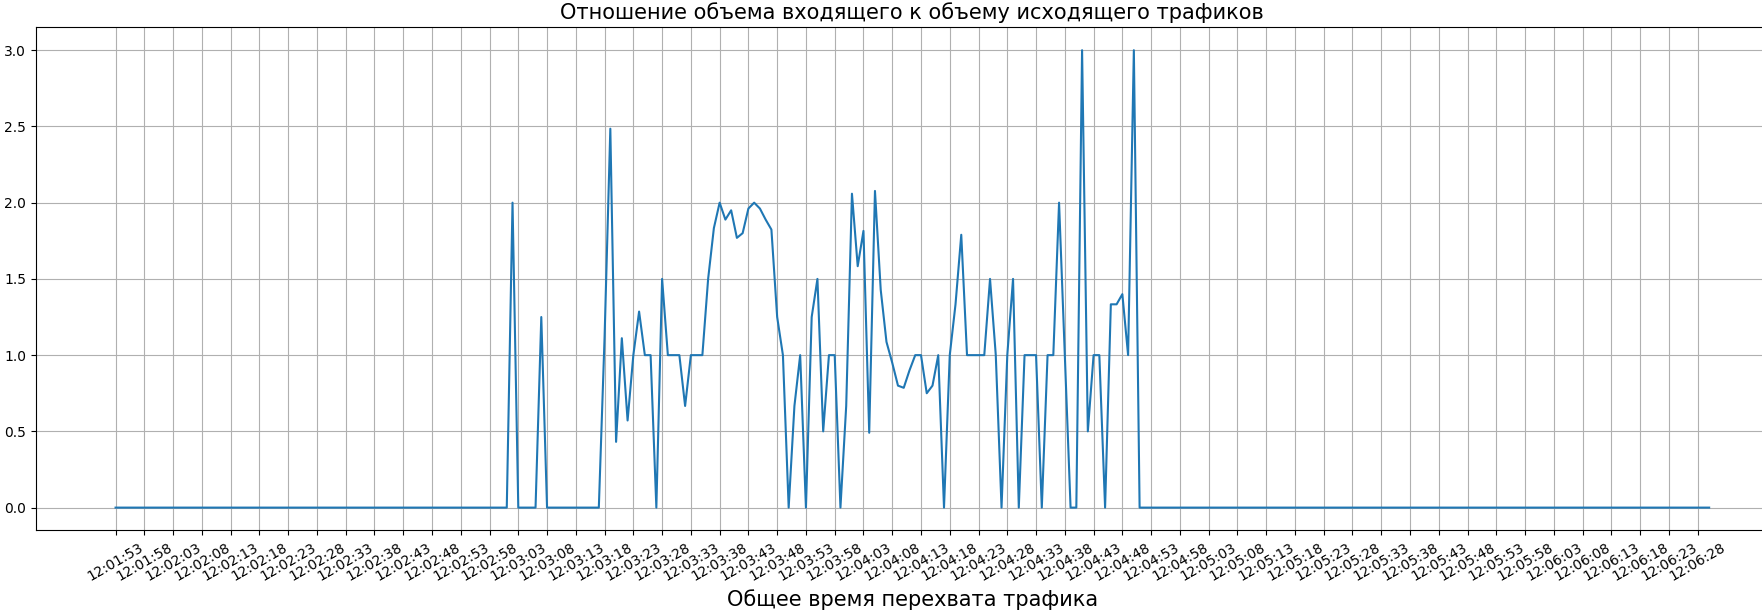 Отношение объема входящего к объему исходящего трафиков
3.0
2.5
2.0
1.5
1.0
0.5
0.0
12:01:53 12:01:58 12:02:03 12:02:08 12:02:13 12:02:18 12:02:23 12:02:28 12:02:33 12:02:38 12:02:43 12:02:48 12:02:53 12:02:58 12:03:03 12:03:08 12:03:13 12:03:18 12:03:23 12:03:28 12:03:33 12:03:38 12:03:43 12:03:48 12:03:53 12:03:58 12:04:03 12:04:08 12:04:13 12:04:18 12:04:23 12:04:28 12:04:33 12:04:38 12:04:43 12:04:48 12:04:53 12:04:58 12:05:03 12:05:08 12:05:13 12:05:18 12:05:23 12:05:28 12:05:33 12:05:38 12:05:43 12:05:48 12:05:53 12:05:58 12:06:03 12:06:08 12:06:13 12:06:18 12:06:23 12:06:28
Общее время перехвата трафика